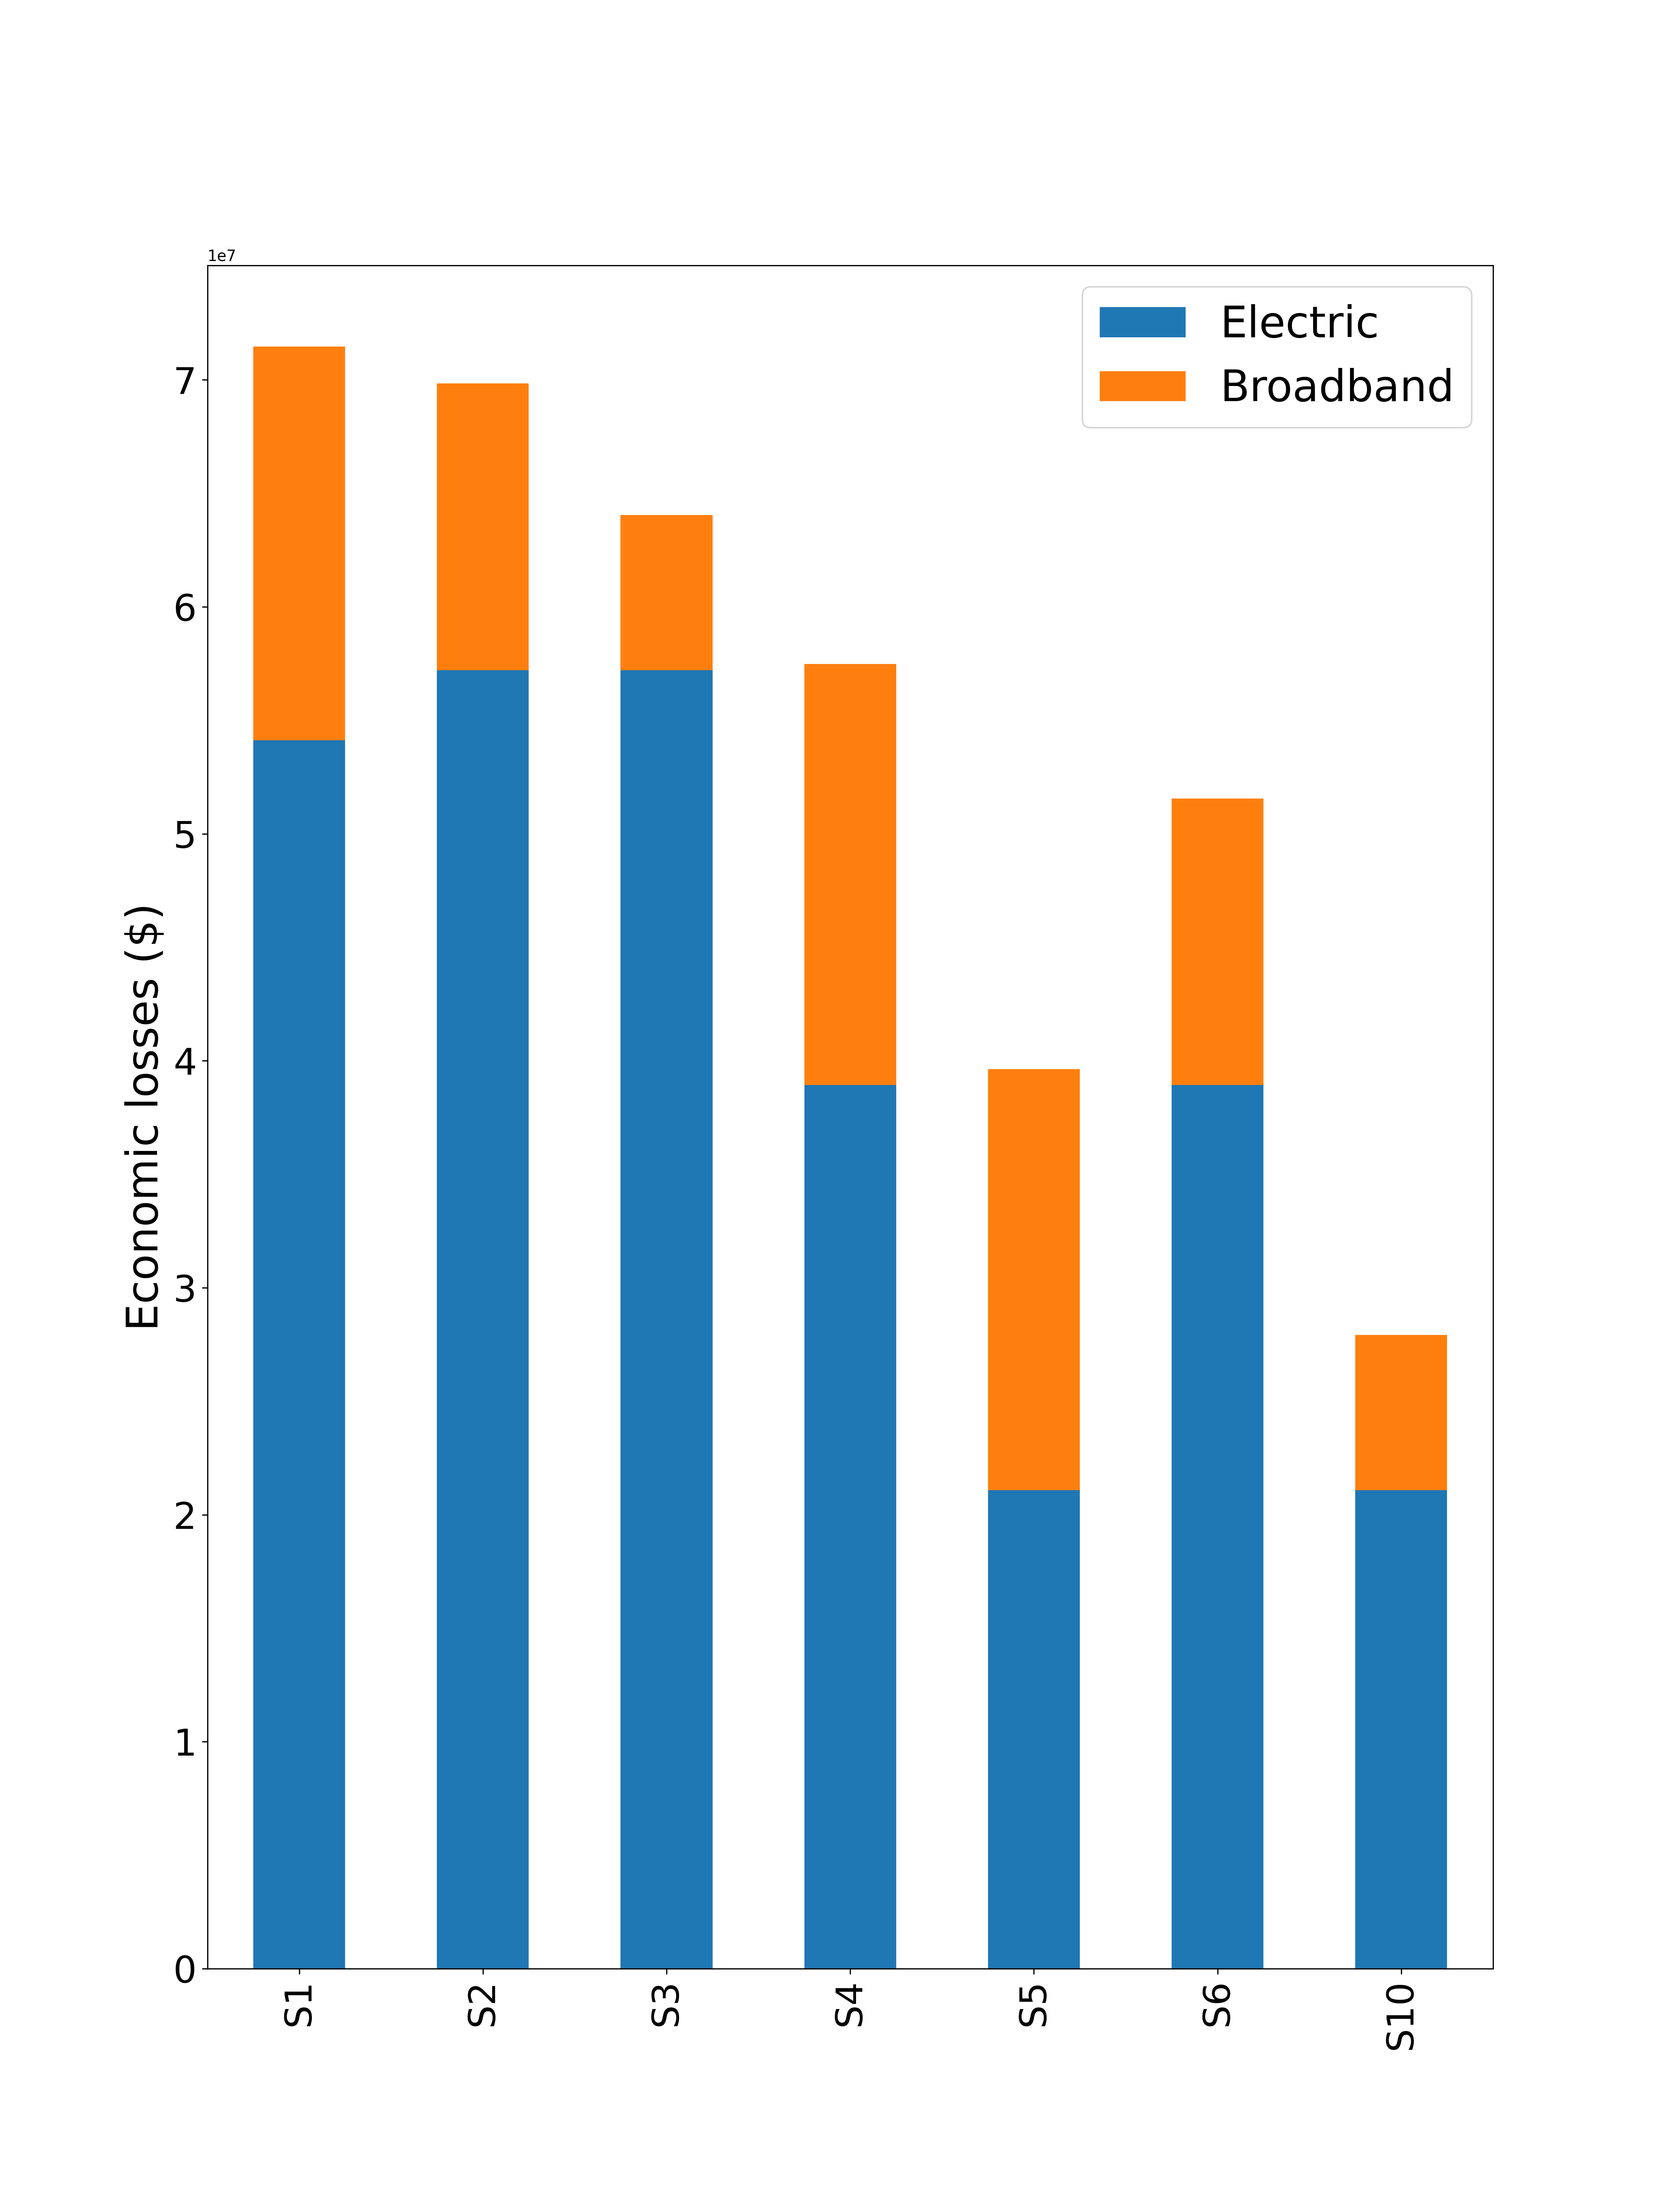 1e7
Electric
Broadband
7
6
5
4
3
2
1
0
Economic losses ($)
S1
S2
S3
S4
S5
S6
S10